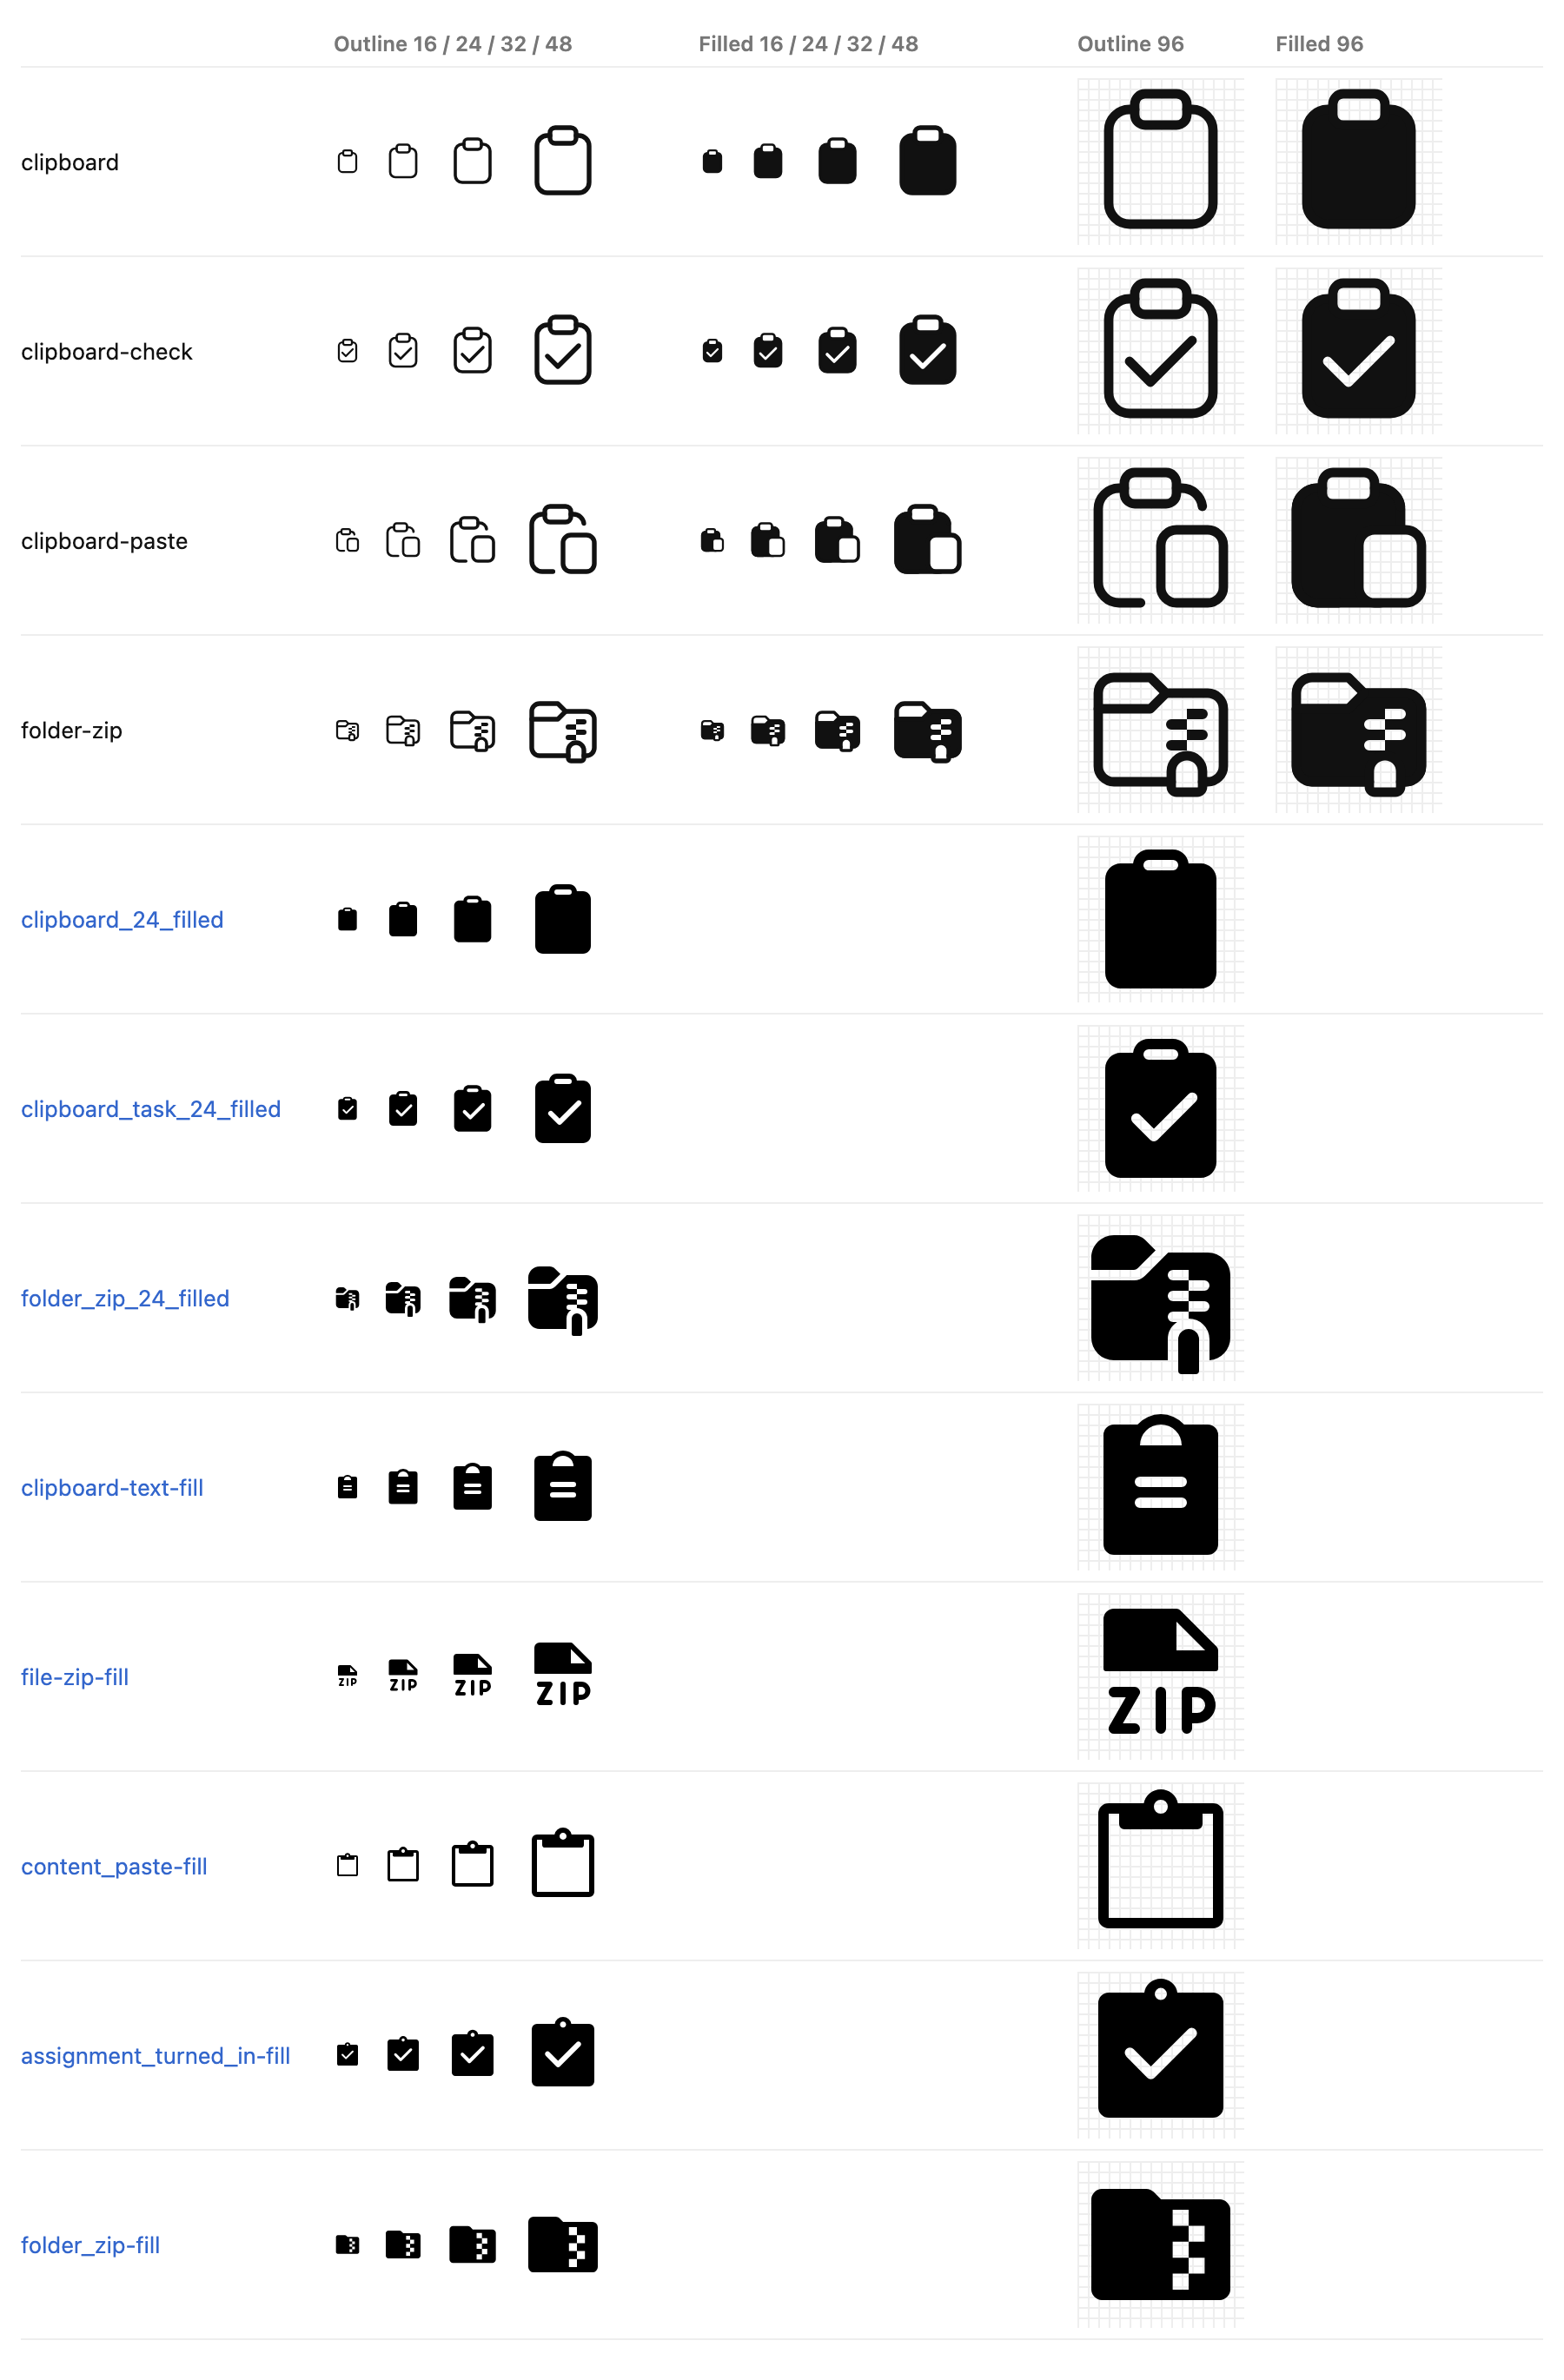 Outline 16 / 24 / 32 / 48 Filled 16 / 24 / 32 / 48 Outline 96 Filled 96
clipboard
clipboard-check
clipboard-paste
folder-zip
clipboard_24_filled
clipboard_task_24_filled
folder_zip_24_filled
clipboard-text-fill
file-zip-fill ZIP ZIP ZIP ZIP ZIP
content_paste-fill
assignment_turned_in-fill
folder_zip-fill